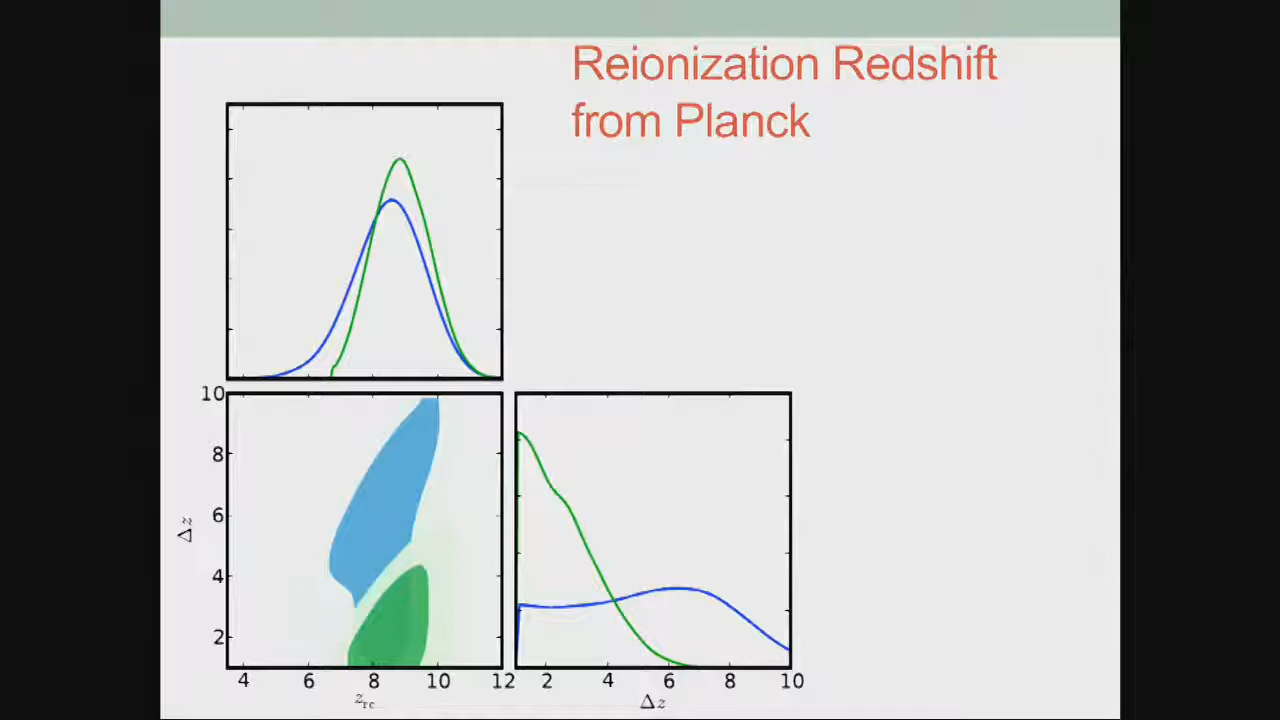 Reionization Redshift
from Planck
10
8
6
4
2
Δz
4 6 8 10 12
z_re
2 4 6 8 10
Δz